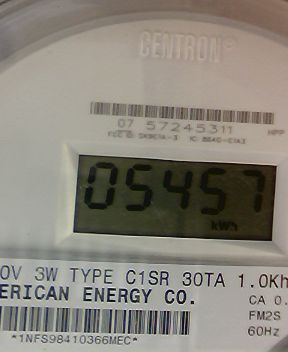 CENTRON®
07 57245311 HPP
05457
kWh
0V 3W TYPE C1SR 30TA 1.0Kh
ERICAN ENERGY CO. CA 0.
FM2S
60Hz
*1NFS98410366MEC*